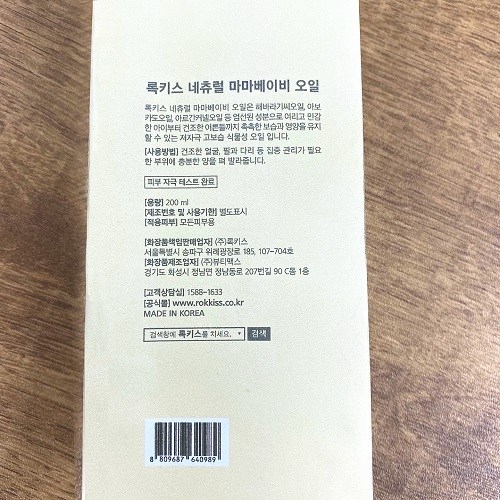 록키스 네츄럴 마마베이비 오일
록키스 네츄럴 마마베이비 오일은 해바라기씨오일, 아보
카도오일, 아르간커넬오일 등 엄선된 성분으로 여리고 민감
한 아이부터 건조한 어른들까지 촉촉한 보습과 영양을 유지
할 수 있는 저자극 고보습 식물성 오일 입니다.
[사용방법] 건조한 얼굴, 팔과 다리 등 집중 관리가 필요
한 부위에 충분한 양을 펴 발라줍니다.
피부 자극 테스트 완료
[용량] 200 ml
[제조번호 및 사용기한] 별도표시
[적용피부] 모든피부용
[화장품책임판매업자] (주)록키스
서울특별시 송파구 위례광장로 185, 107-704호
[화장품제조업자] (주)뷰티맥스
경기도 화성시 정남면 정남동로 207번길 90 C동 1층
[고객상담실] 1588-1633
[공식몰] www.rokkiss.co.kr
MADE IN KOREA
검색창에 록키스를 치세요. ▾ 검색
8 809687 640989